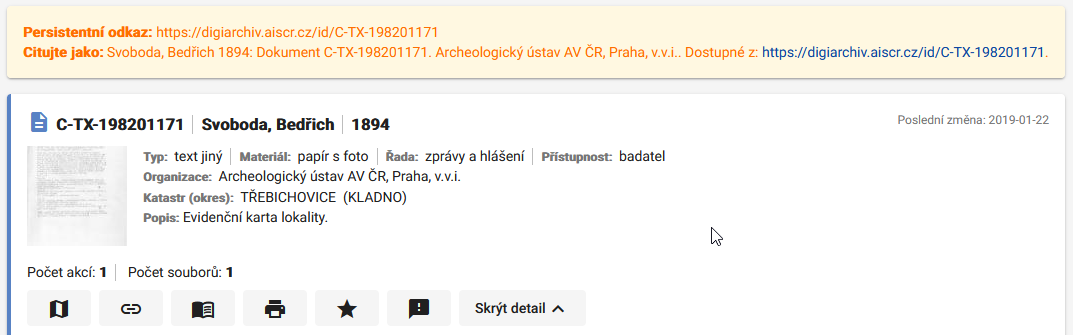 Persistentní odkaz: https://digiarchiv.aiscr.cz/id/C-TX-198201171
Citujte jako: Svoboda, Bedřich 1894: Dokument C-TX-198201171. Archeologický ústav AV ČR, Praha, v.v.i.. Dostupné z: https://digiarchiv.aiscr.cz/id/C-TX-198201171.
C-TX-198201171 Svoboda, Bedřich 1894 Poslední změna: 2019-01-22
Typ: text jiný Materiál: papír s foto Řada: zprávy a hlášení Přístupnost: badatel
Organizace: Archeologický ústav AV ČR, Praha, v.v.i.
Katastr (okres): TŘEBICHOVICE (KLADNO)
Popis: Evidenční karta lokality.
Počet akcí: 1 Počet souborů: 1
Skrýt detail